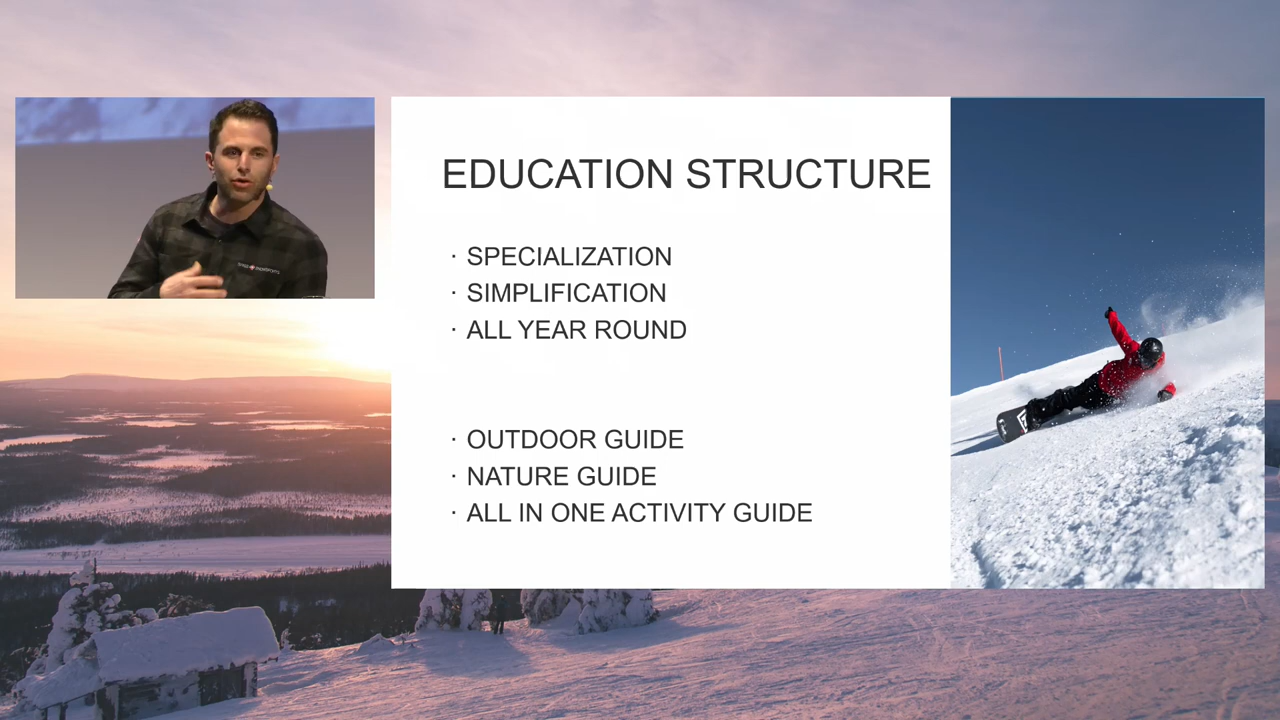 EDUCATION STRUCTURE
· SPECIALIZATION
· SIMPLIFICATION
· ALL YEAR ROUND
· OUTDOOR GUIDE
· NATURE GUIDE
· ALL IN ONE ACTIVITY GUIDE